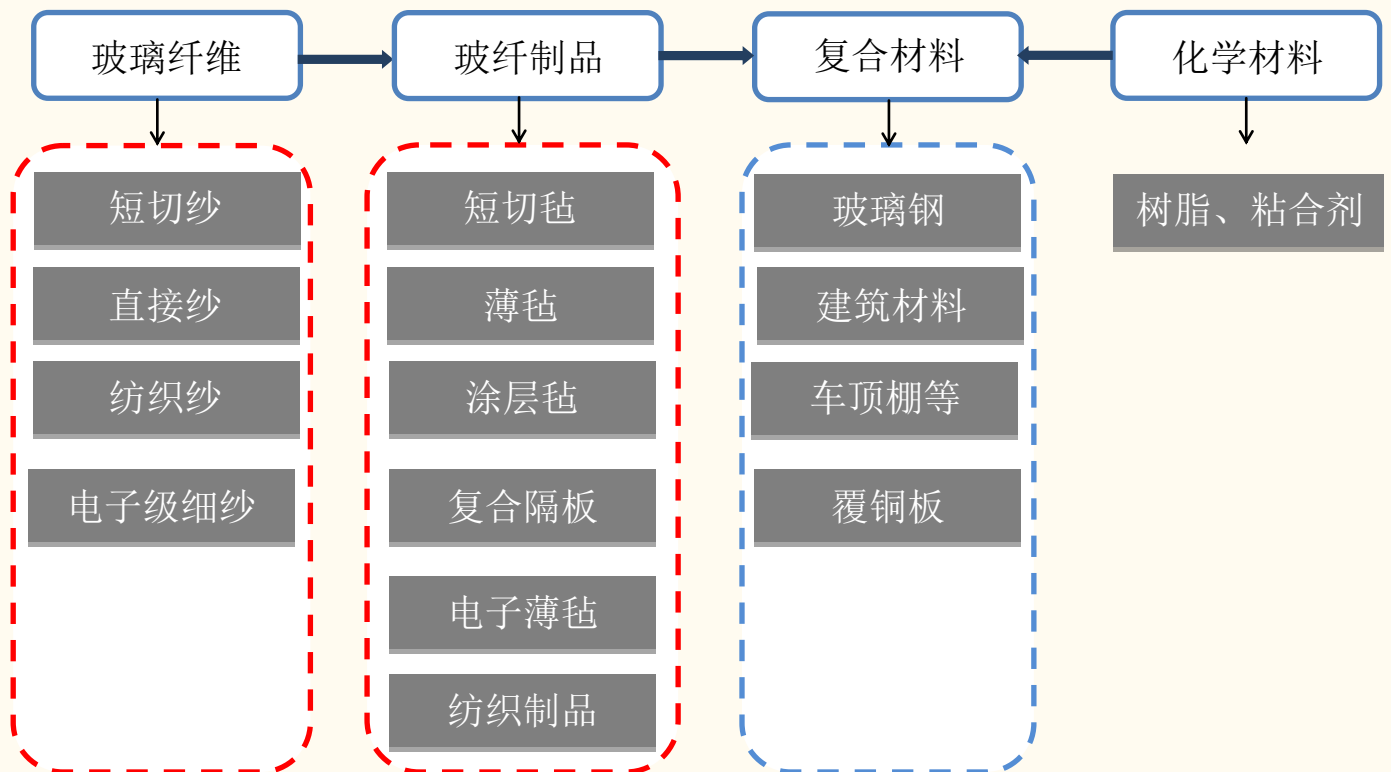 玻璃纤维
玻纤制品
复合材料
化学材料
短切纱
直接纱
纺织纱
电子级细纱
短切毡
薄毡
涂层毡
复合隔板
电子薄毡
纺织制品
玻璃钢
建筑材料
车顶棚等
覆铜板
树脂、粘合剂